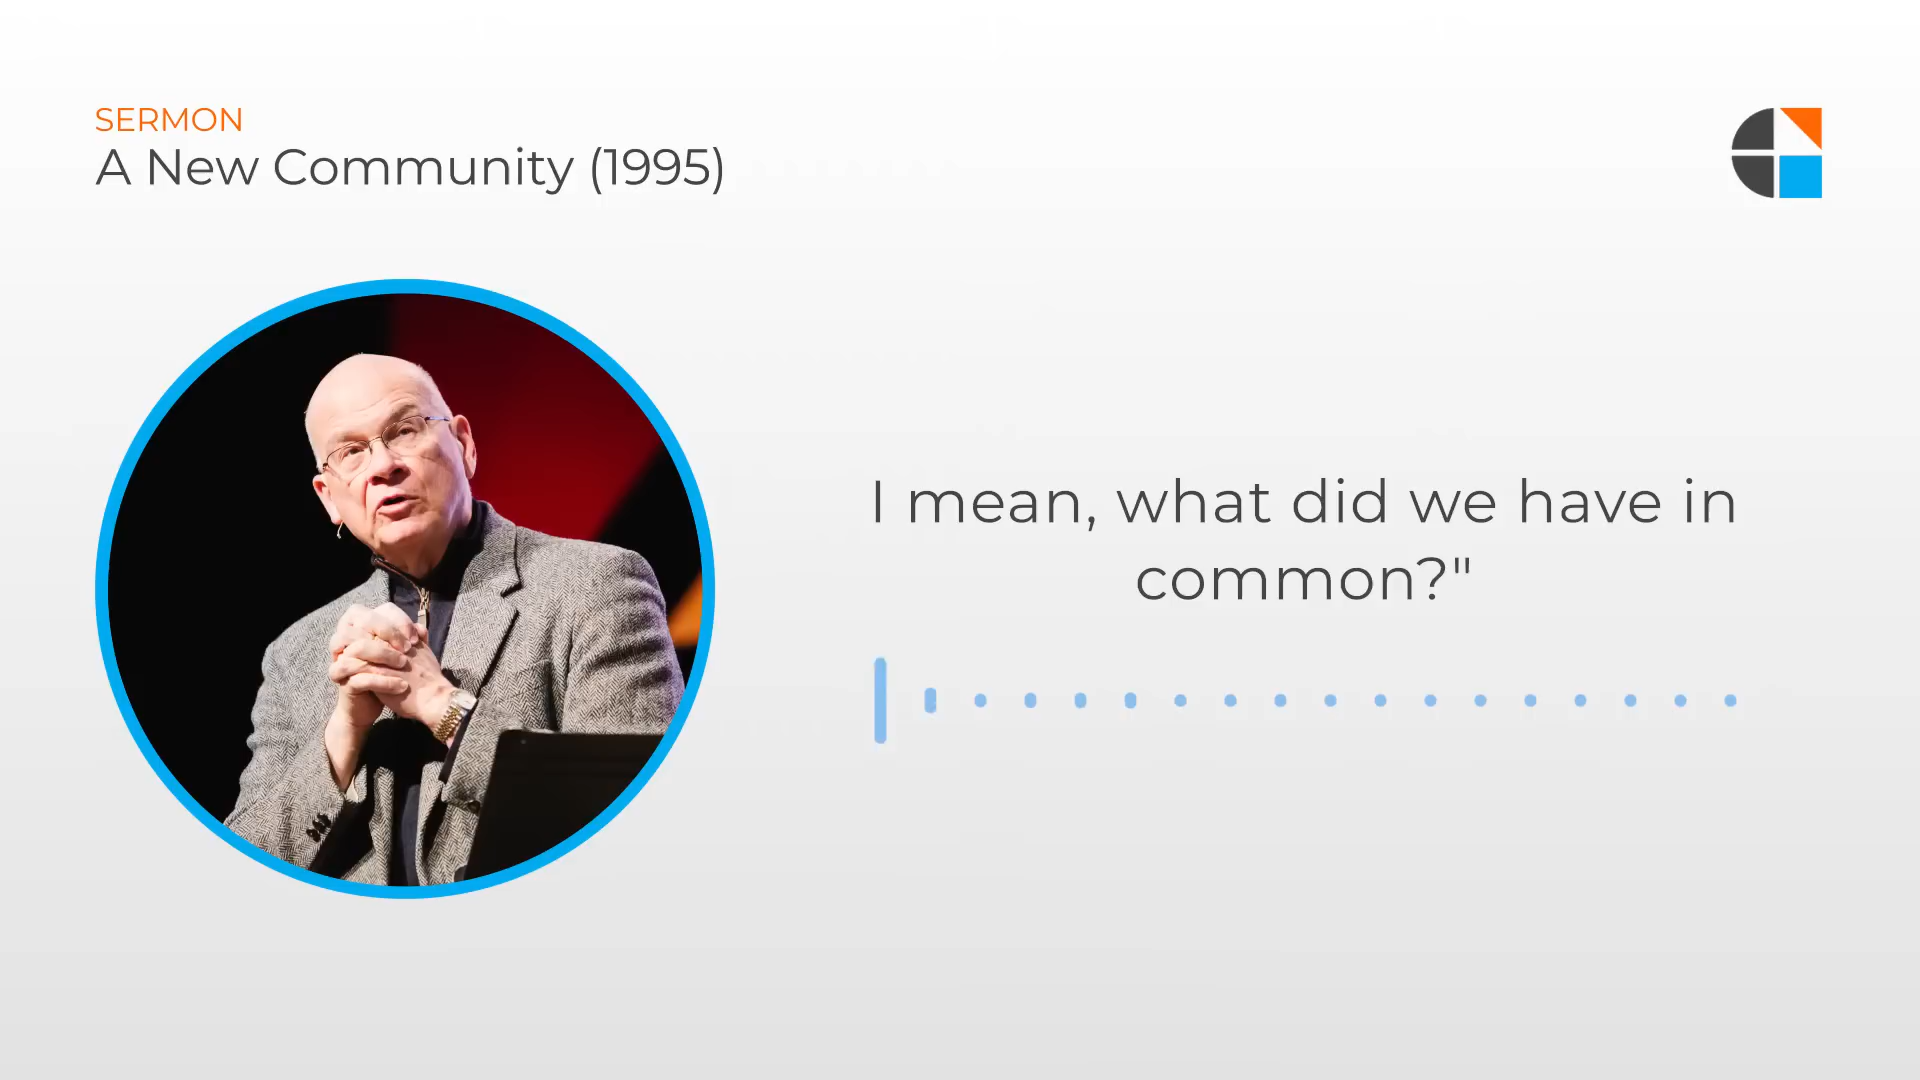 SERMON
A New Community (1995)
I mean, what did we have in
common?"